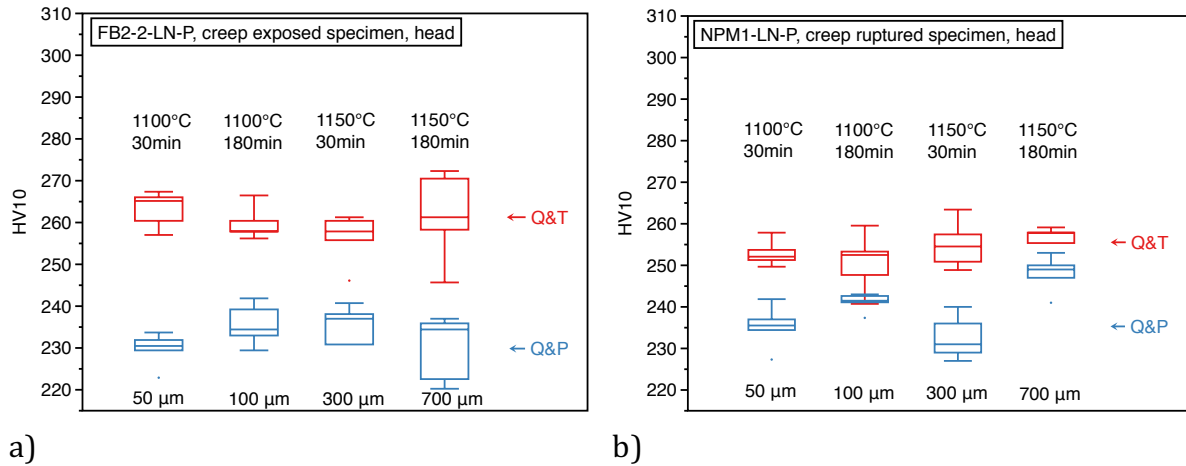 FB2-2-LN-P, creep exposed specimen, head
HV10
310
300
290
280
270
260
250
240
230
220
1100°C 1100°C 1150°C 1150°C
30min 180min 30min 180min
← Q&T
← Q&P
50 µm 100 µm 300 µm 700 µm
a)
NPM1-LN-P, creep ruptured specimen, head
HV10
310
300
290
280
270
260
250
240
230
220
1100°C 1100°C 1150°C 1150°C
30min 180min 30min 180min
← Q&T
← Q&P
50 µm 100 µm 300 µm 700 µm
b)